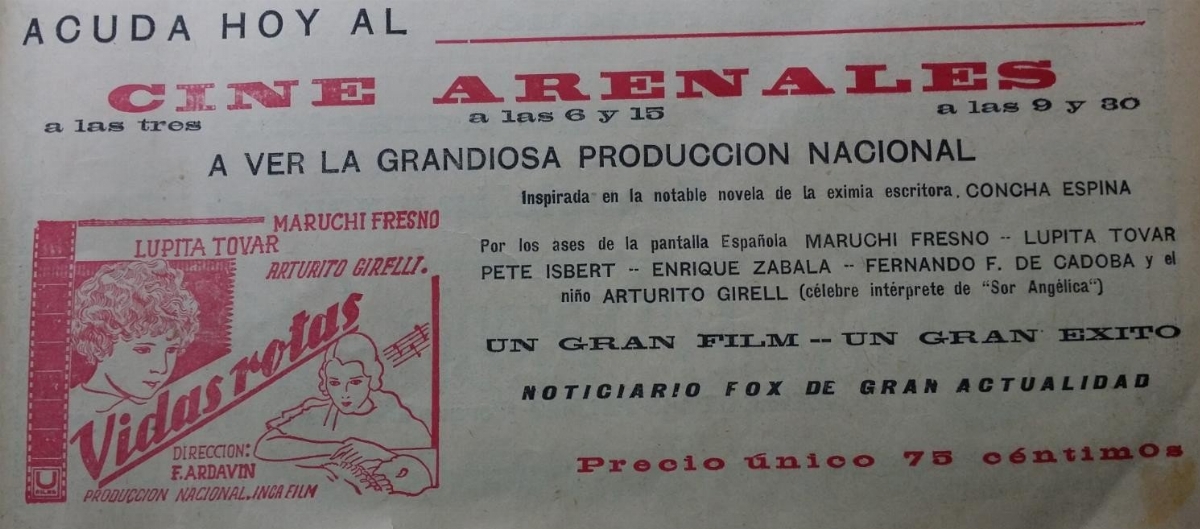 ACUDA HOY AL
CINE ARENALES
a las tres
a las 6 y 15
a las 9 y 30
A VER LA GRANDIOSA PRODUCCION NACIONAL
Inspirada en la notable novela de la eximia escritora. CONCHA ESPINA
MARUCHI FRESNO
LUPITA TOVAR
ARTURITO GIRELLI.
Vidas rotas
DIRECCION:
F. ARDAVIN
PRODUCCION NACIONAL. INCA FILM
U
FILMS
Por los ases de la pantalla Española MARUCHI FRESNO -- LUPITA TOVAR
PETE ISBERT -- ENRIQUE ZABALA -- FERNANDO F. DE CADOBA y el
niño ARTURITO GIRELL (célebre intérprete de "Sor Angélica")
UN GRAN FILM -- UN GRAN EXITO
NOTICIARIO FOX DE GRAN ACTUALIDAD
Precio único 75 céntimos